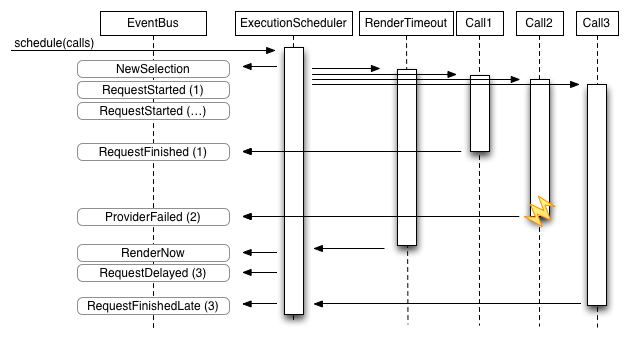 EventBus
ExecutionScheduler
RenderTimeout
Call1
Call2
Call3
schedule(calls)
NewSelection
RequestStarted (1)
RequestStarted (...)
RequestFinished (1)
ProviderFailed (2)
RenderNow
RequestDelayed (3)
RequestFinishedLate (3)